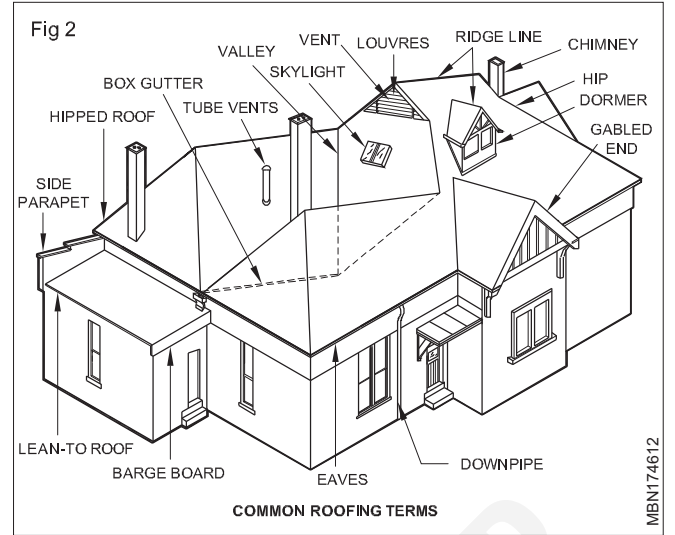 Fig 2
VENT
LOUVRES
RIDGE LINE
CHIMNEY
VALLEY
SKYLIGHT
HIP
BOX GUTTER
DORMER
TUBE VENTS
GABLED
END
HIPPED ROOF
SIDE
PARAPET
LEAN-TO ROOF
BARGE BOARD
EAVES
DOWNPIPE
COMMON ROOFING TERMS
MBN174612